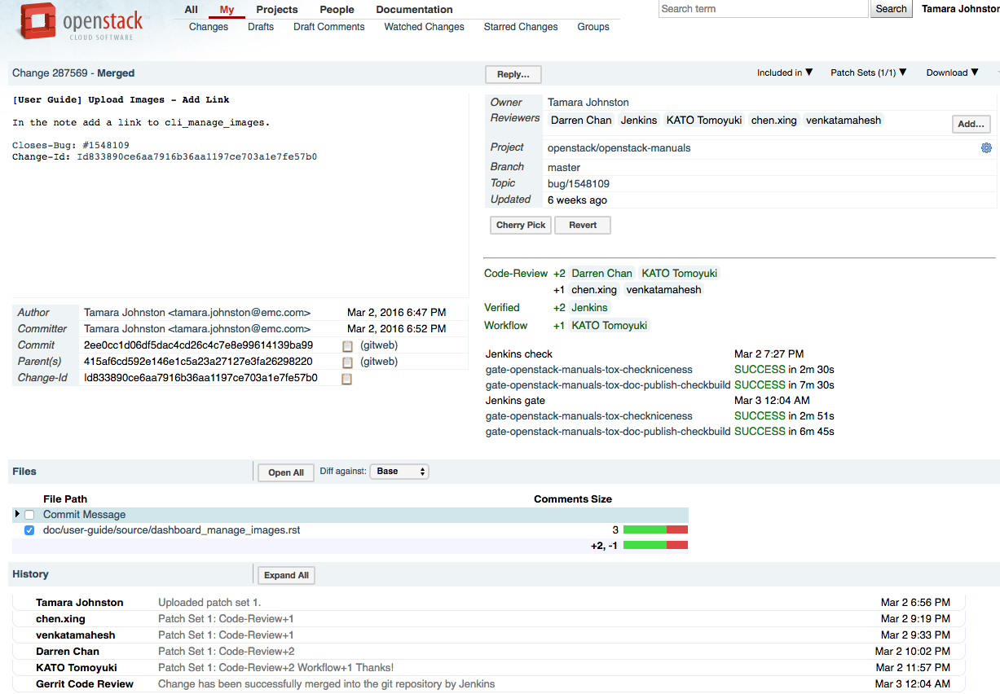 openstack
CLOUD SOFTWARE
All My Projects People Documentation
Changes Drafts Draft Comments Watched Changes Starred Changes Groups
Search term Search Tamara Johnston
Change 287569 - Merged
Reply... Included in ▼ Patch Sets (1/1) ▼ Download ▼
[User Guide] Upload Images - Add Link
In the note add a link to cli_manage_images.
Closes-Bug: #1548109
Change-Id: Id833890ce6aa7916b36aa1197ce703a1e7fe57b0
Owner Tamara Johnston
Reviewers Darren Chan Jenkins KATO Tomoyuki chen.xing venkatamahesh
Add...
Project openstack/openstack-manuals
Branch master
Topic bug/1548109
Updated 6 weeks ago
Cherry Pick Revert
Code-Review +2 Darren Chan KATO Tomoyuki
+1 chen.xing venkatamahesh
Verified +2 Jenkins
Workflow +1 KATO Tomoyuki
Author Tamara Johnston <tamara.johnston@emc.com> Mar 2, 2016 6:47 PM
Committer Tamara Johnston <tamara.johnston@emc.com> Mar 2, 2016 6:52 PM
Commit 2ee0cc1d06df5dac4cd26c4c7e8e99614139ba99 (gitweb)
Parent(s) 415af6cd592e146e1c5a23a27127e3fa26298220 (gitweb)
Change-Id Id833890ce6aa7916b36aa1197ce703a1e7fe57b0
Jenkins check Mar 2 7:27 PM
gate-openstack-manuals-tox-checkniceness SUCCESS in 2m 30s
gate-openstack-manuals-tox-doc-publish-checkbuild SUCCESS in 7m 30s
Jenkins gate Mar 3 12:04 AM
gate-openstack-manuals-tox-checkniceness SUCCESS in 2m 51s
gate-openstack-manuals-tox-doc-publish-checkbuild SUCCESS in 6m 45s
Files Open All Diff against: Base
File Path Comments Size
Commit Message
doc/user-guide/source/dashboard_manage_images.rst 3
+2, -1
History Expand All
Tamara Johnston Uploaded patch set 1. Mar 2 6:56 PM
chen.xing Patch Set 1: Code-Review+1 Mar 2 9:19 PM
venkatamahesh Patch Set 1: Code-Review+1 Mar 2 9:33 PM
Darren Chan Patch Set 1: Code-Review+2 Mar 2 10:02 PM
KATO Tomoyuki Patch Set 1: Code-Review+2 Workflow+1 Thanks! Mar 2 11:57 PM
Gerrit Code Review Change has been successfully merged into the git repository by Jenkins Mar 3 12:04 AM